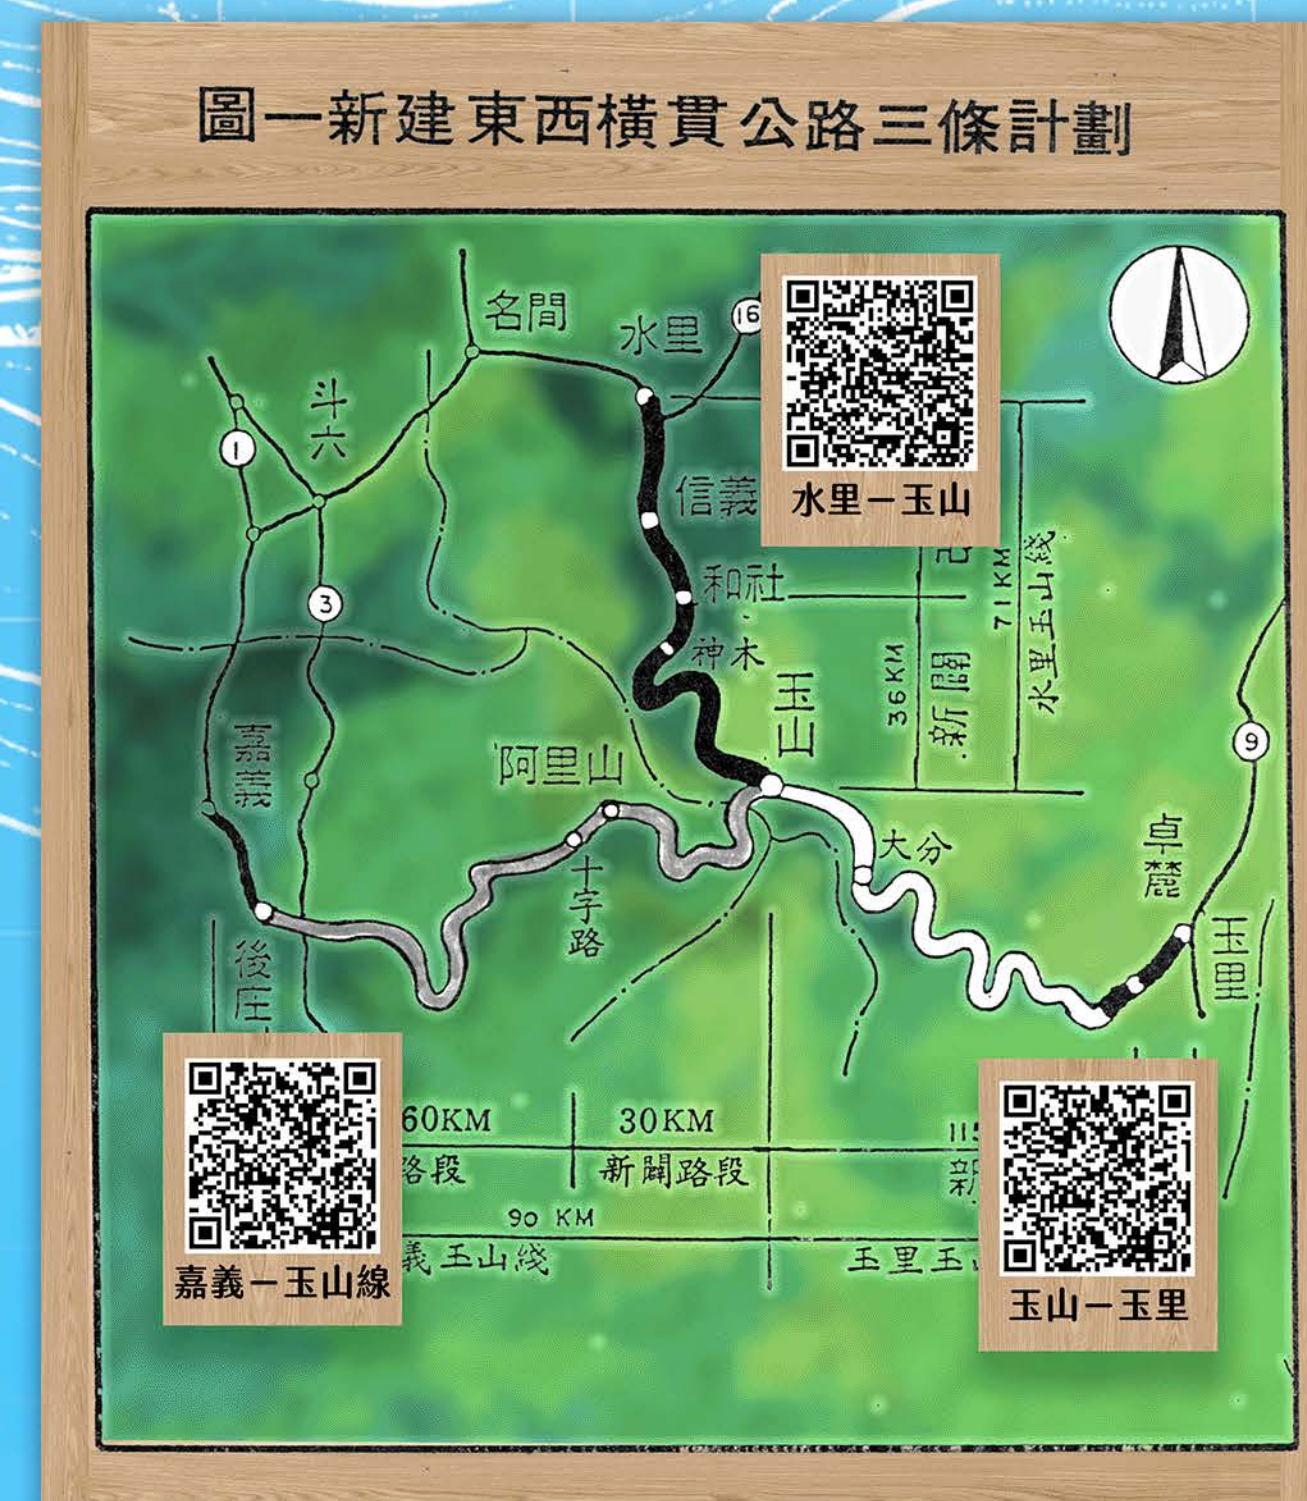 圖一新建東西橫貫公路三條計劃
名間
水里
16
斗六
1
信義
水里－玉山
3
和社
神木
玉山
36KM
新闢
71KM
水里玉山綫
9
嘉義
阿里山
十字路
大分
卓麓
玉里
後庄
60KM
30KM
路段
新闢路段
90 KM
義玉山綫
玉里玉
嘉義－玉山線
玉山－玉里